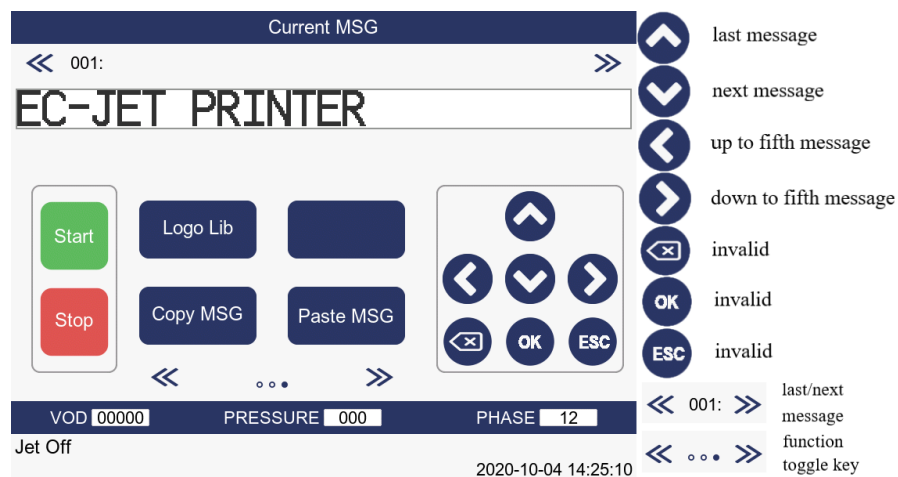 Current MSG
001:
EC-JET PRINTER
Start
Logo Lib
Stop
Copy MSG
Paste MSG
OK
ESC
VOD 00000 PRESSURE 000 PHASE 12
Jet Off
2020-10-04 14:25:10
last message
next message
up to fifth message
down to fifth message
invalid
OK invalid
ESC invalid
001: last/next
message
function
toggle key